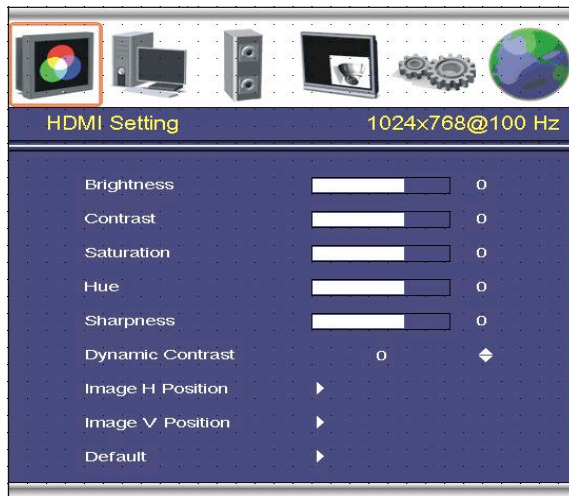 HDMI Setting 1024x768@100 Hz
Brightness 0
Contrast 0
Saturation 0
Hue 0
Sharpness 0
Dynamic Contrast 0
Image H Position
Image V Position
Default